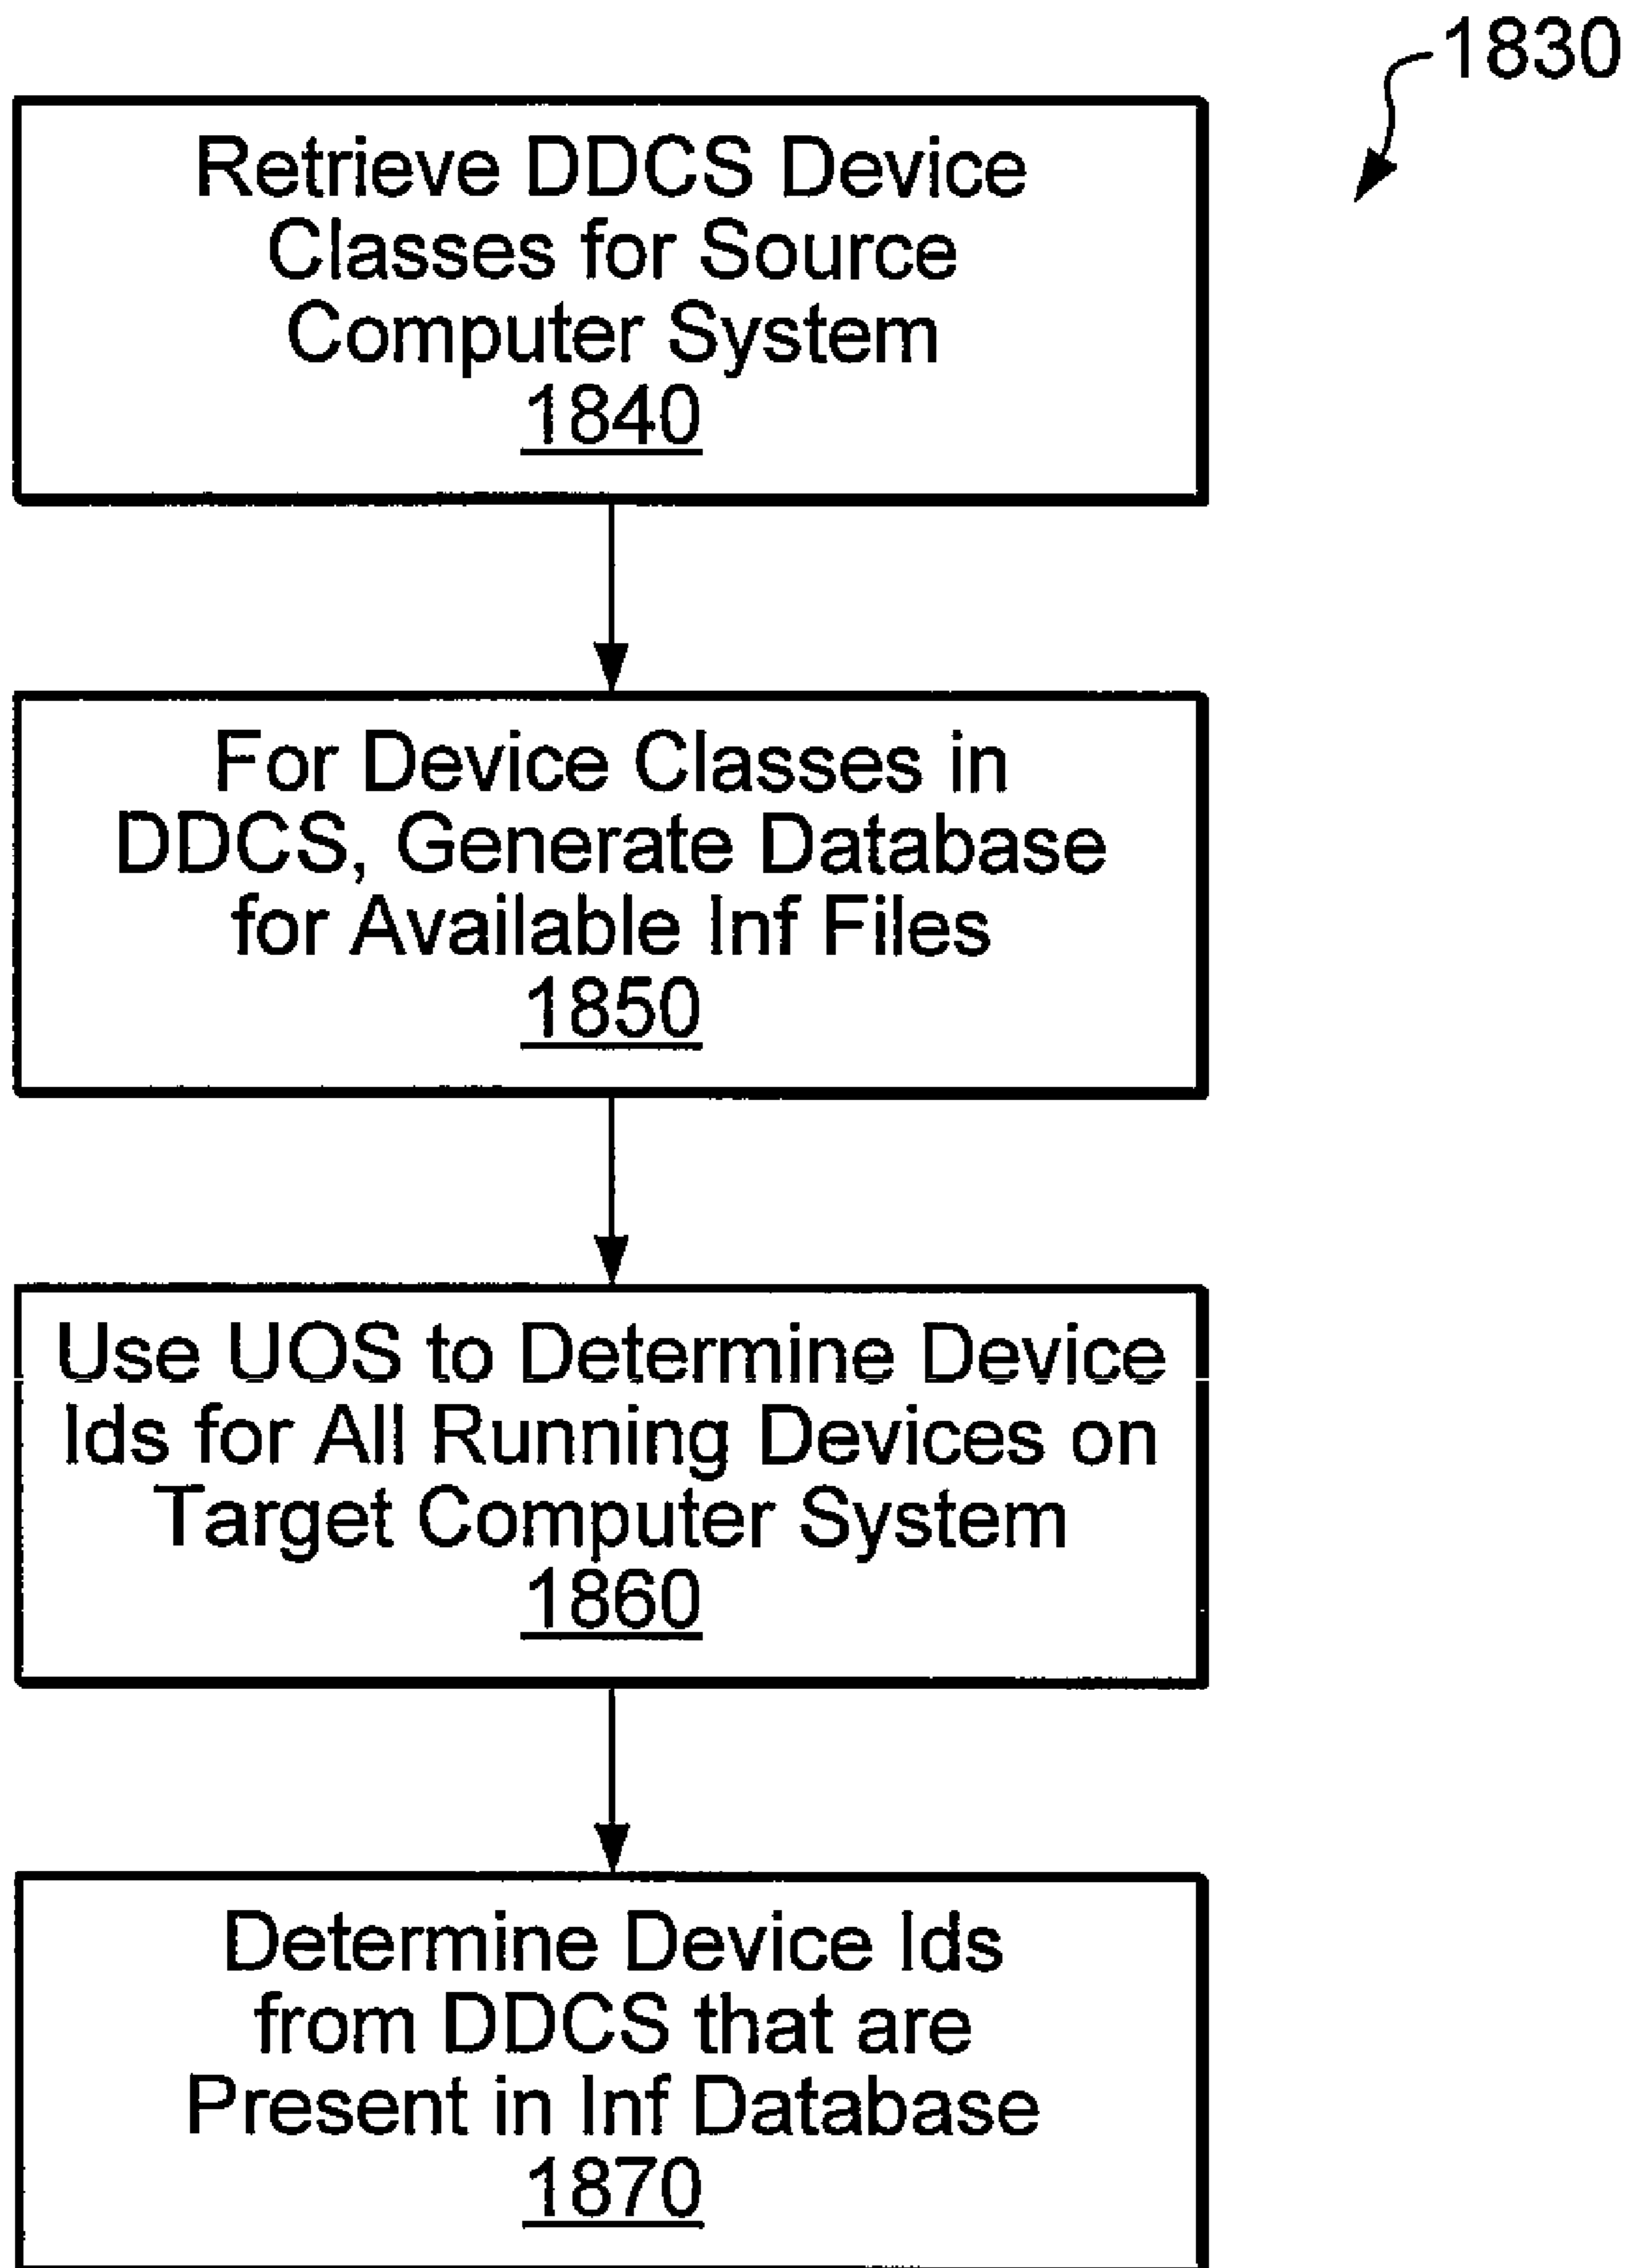 1830
Retrieve DDCS Device
Classes for Source
Computer System
1840
For Device Classes in
DDCS, Generate Database
for Available Inf Files
1850
Use UOS to Determine Device
Ids for All Running Devices on
Target Computer System
1860
Determine Device Ids
from DDCS that are
Present in Inf Database
1870